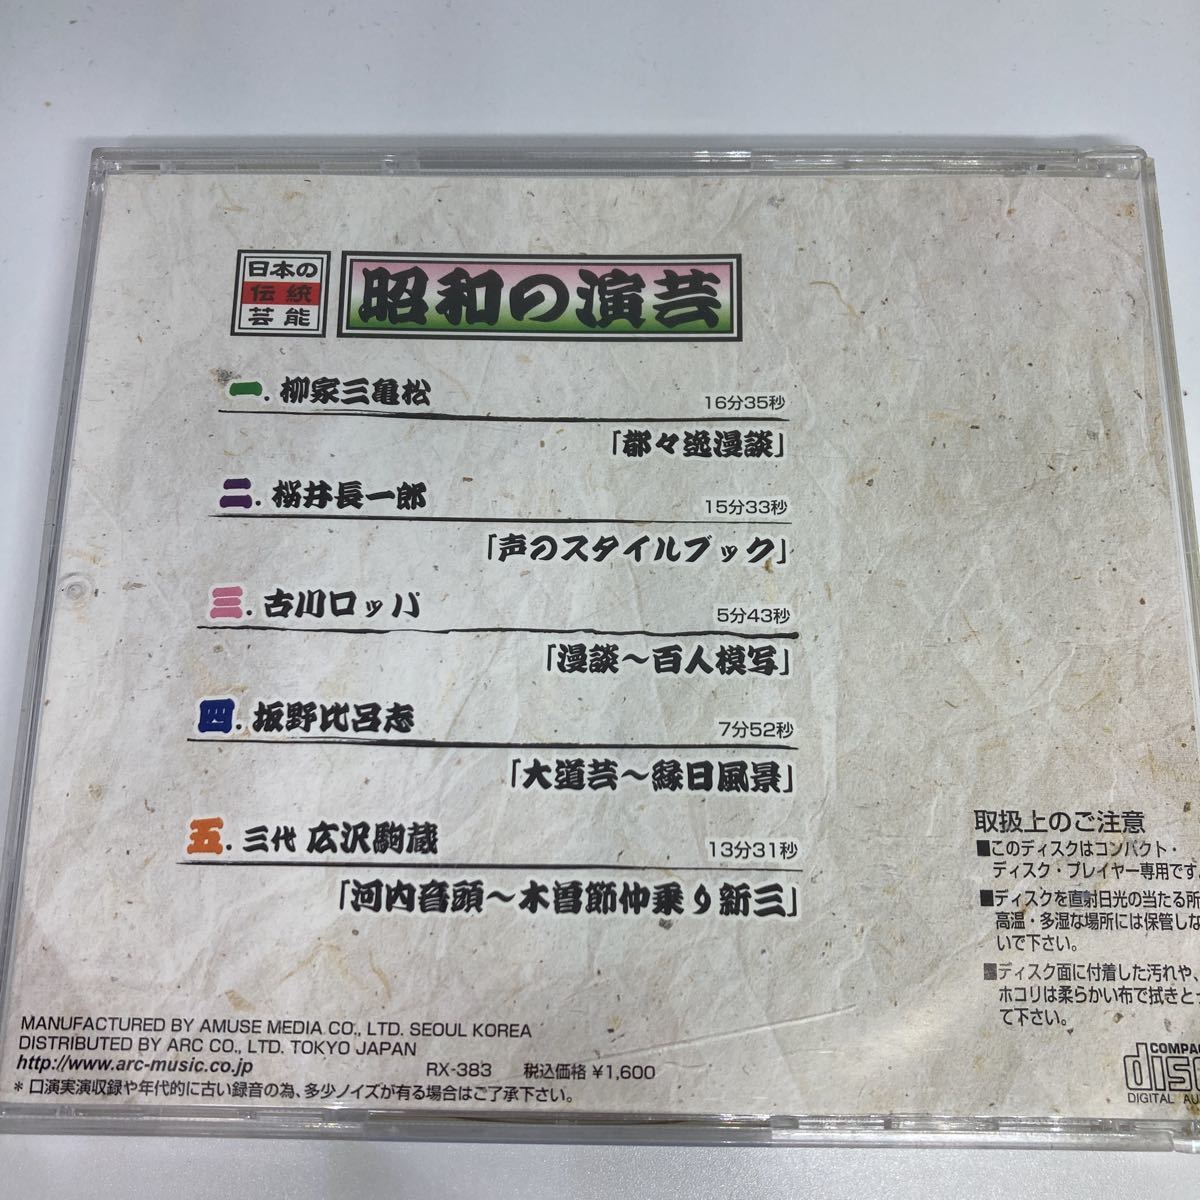 日本の
伝統
芸能
昭和の演芸
一. 柳家三亀松 16分35秒
「都々逸漫談」
二. 桜井長一郎 15分33秒
「声のスタイルブック」
三. 古川ロッパ 5分43秒
「漫談〜百人模写」
四. 坂野比呂志 7分52秒
「大道芸〜縁日風景」
五. 三代 広沢駒蔵 13分31秒
「河内音頭〜木曽節仲乗り新三」
取扱上のご注意
■このディスクはコンパクト・
ディスク・プレイヤー専用です。
■ディスクを直射日光の当たる所
高温・多湿な場所には保管しな
いで下さい。
■ディスク面に付着した汚れや、
ホコリは柔らかい布で拭きとっ
て下さい。
MANUFACTURED BY AMUSE MEDIA CO., LTD. SEOUL KOREA
DISTRIBUTED BY ARC CO., LTD. TOKYO JAPAN
http://www.arc-music.co.jp RX-383 税込価格 ¥1,600
＊口演実演収録や年代的に古い録音の為、多少ノイズが有る場合はご了承下さい。
COMPAC
disc
DIGITAL AU